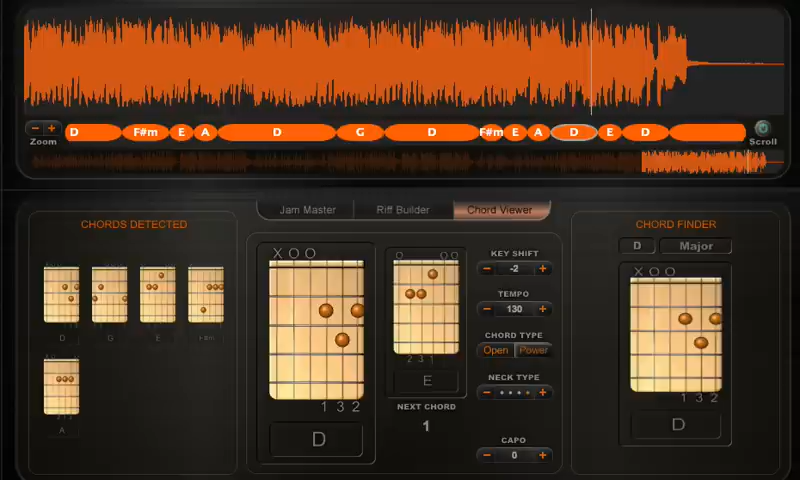 D F#m E A D G D F#m E A D E D
Zoom
Scroll
Jam Master Riff Builder Chord Viewer
CHORDS DETECTED
D G E F#m
A
X O O
1 3 2
D
O O O
2 3 1
E
NEXT CHORD
1
KEY SHIFT
- -2 +
TEMPO
- 130 +
CHORD TYPE
Open Power
NECK TYPE
- +
CAPO
- 0 +
CHORD FINDER
D Major
X O O
1 3 2
D